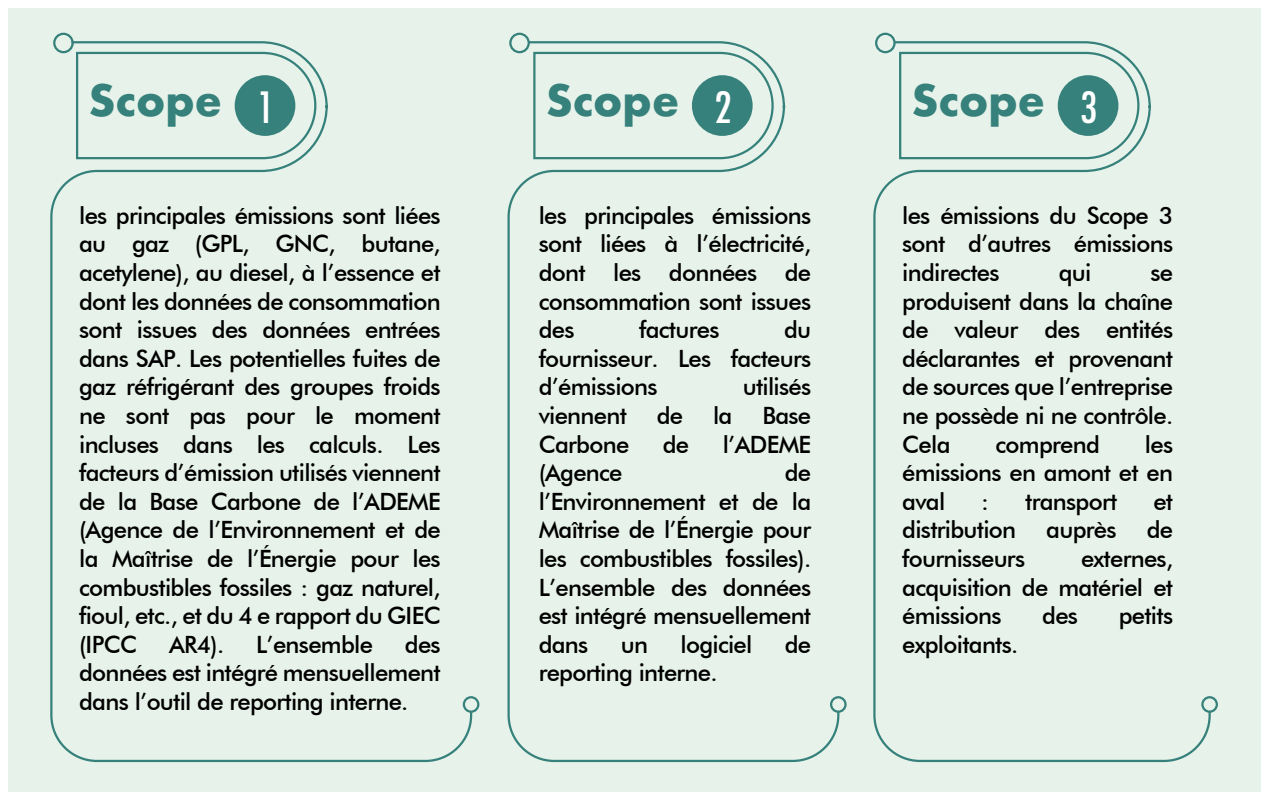 Scope 1
les principales émissions sont liées
au gaz (GPL, GNC, butane,
acetylene), au diesel, à l’essence et
dont les données de consommation
sont issues des données entrées
dans SAP. Les potentielles fuites de
gaz réfrigérant des groupes froids
ne sont pas pour le moment
incluses dans les calculs. Les
facteurs d’émission utilisés viennent
de la Base Carbone de l’ADEME
(Agence de l’Environnement et de
la Maîtrise de l’Énergie pour les
combustibles fossiles : gaz naturel,
fioul, etc., et du 4 e rapport du GIEC
(IPCC AR4). L’ensemble des
données est intégré mensuellement
dans l’outil de reporting interne.
Scope 2
les principales émissions
sont liées à l’électricité,
dont les données de
consommation sont issues
des factures du
fournisseur. Les facteurs
d’émissions utilisés
viennent de la Base
Carbone de l’ADEME
(Agence de
l’Environnement et de la
Maîtrise de l’Énergie pour
les combustibles fossiles).
L’ensemble des données
est intégré mensuellement
dans un logiciel de
reporting interne.
Scope 3
les émissions du Scope 3
sont d’autres émissions
indirectes qui se
produisent dans la chaîne
de valeur des entités
déclarantes et provenant
de sources que l’entreprise
ne possède ni ne contrôle.
Cela comprend les
émissions en amont et en
aval : transport et
distribution auprès de
fournisseurs externes,
acquisition de matériel et
émissions des petits
exploitants.